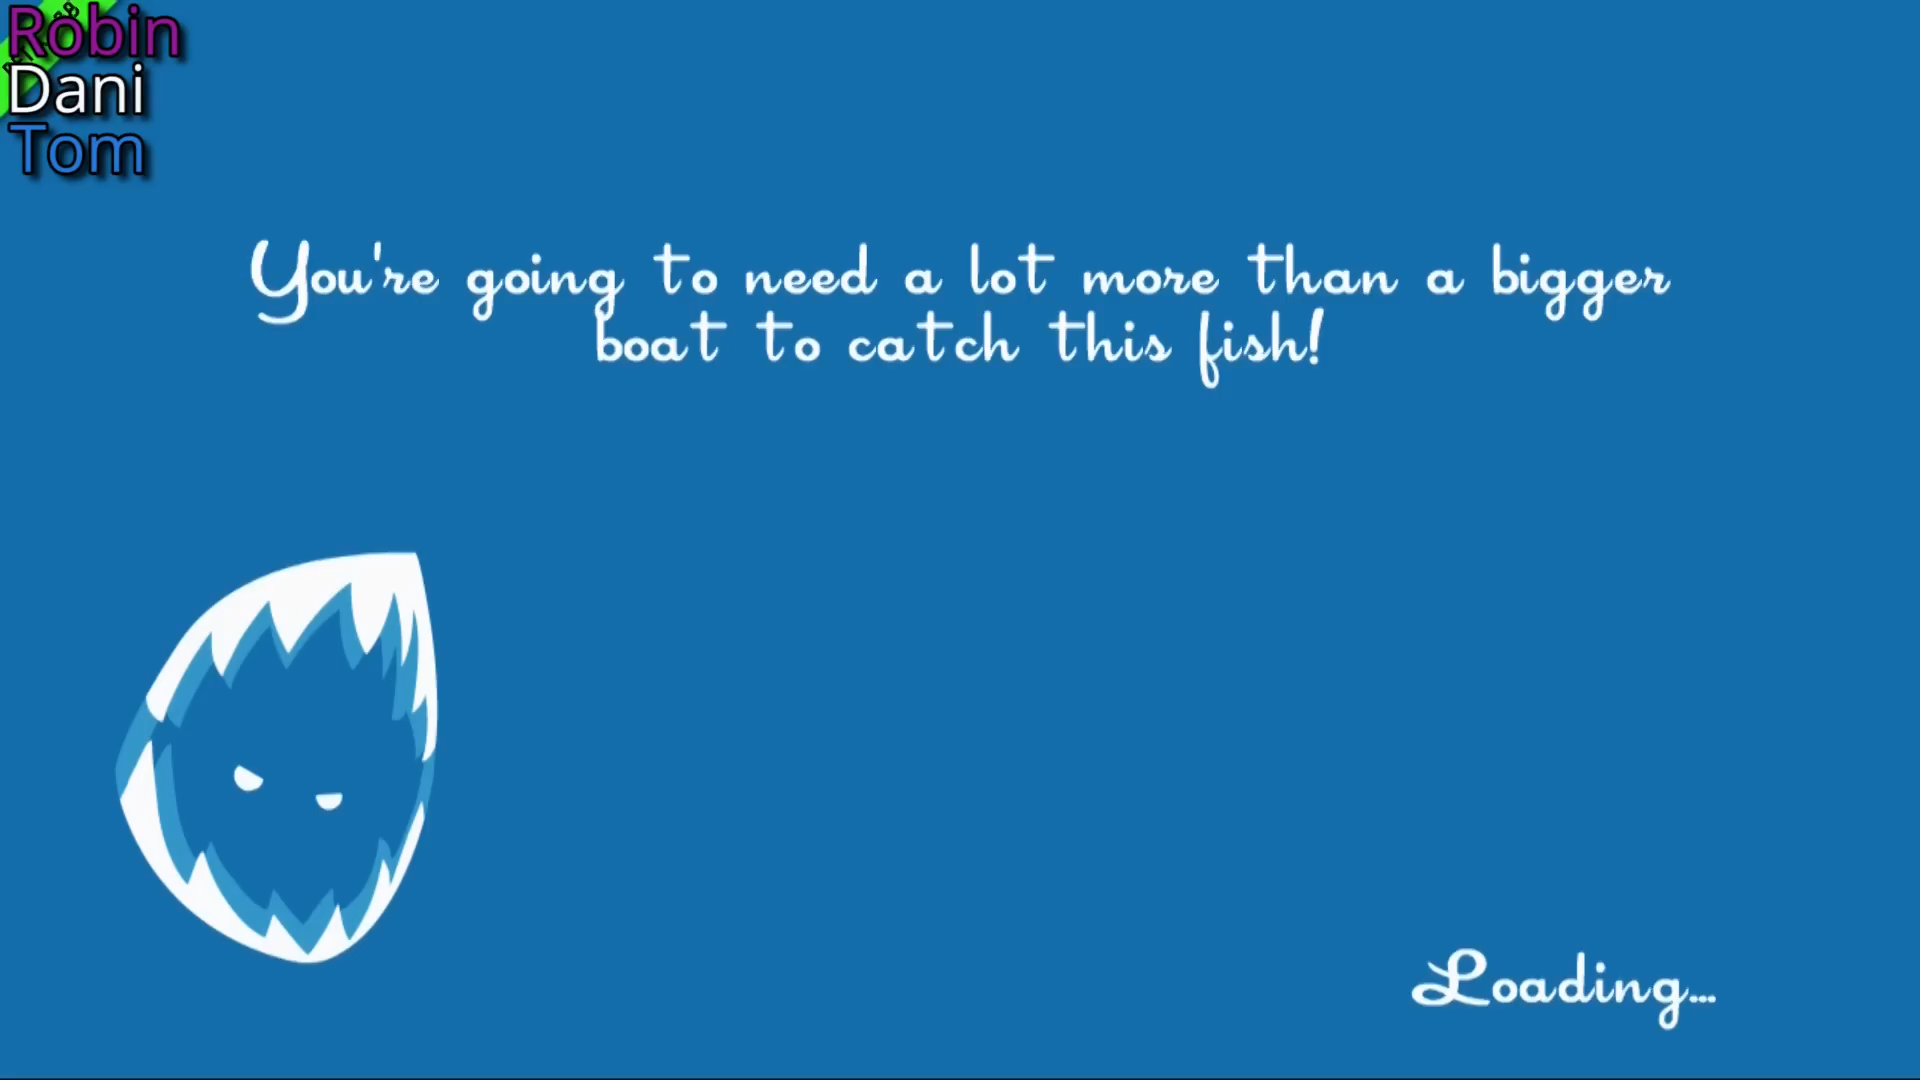 Robin
Dani
Tom
You're going to need a lot more than a bigger
boat to catch this fish!
Loading...